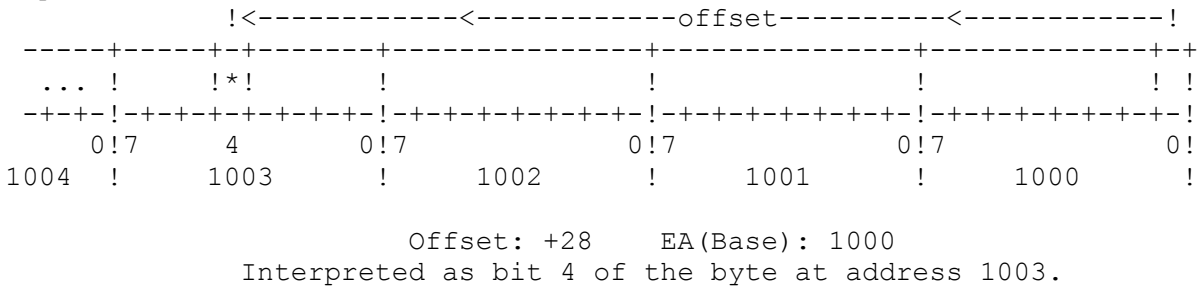 !<------------<------------offset----------<------------!
-----+-----+-+-------+---------------+---------------+-------------+-+
... !     !*!       !               !               !             ! !
-+-+-!-+-+-+-+-+-+-+-!-+-+-+-+-+-+-+-!-+-+-+-+-+-+-+-!-+-+-+-+-+-+-+-!
0!7     4       0!7             0!7             0!7             0!
1004  !     1003      !     1002      !     1001      !     1000      !
Offset: +28    EA(Base): 1000
Interpreted as bit 4 of the byte at address 1003.